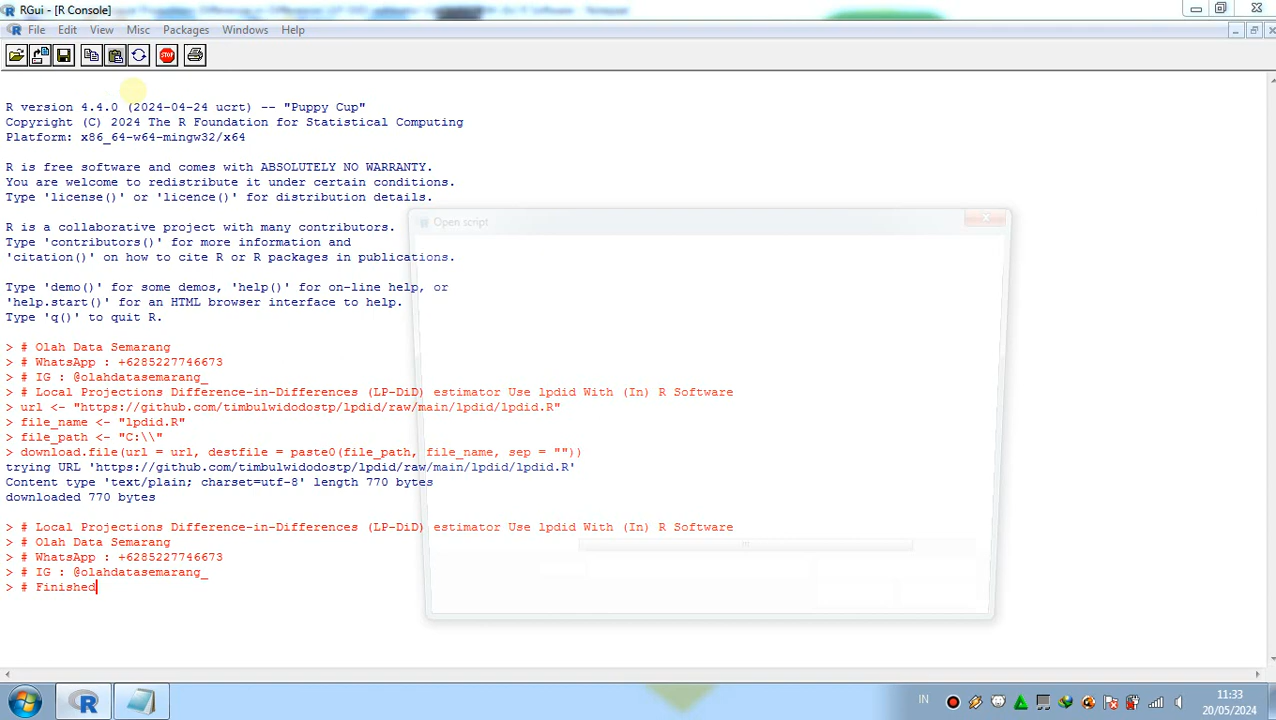 RGui - [R Console]
File Edit View Misc Packages Windows Help
STOP
R version 4.4.0 (2024-04-24 ucrt) -- "Puppy Cup"
Copyright (C) 2024 The R Foundation for Statistical Computing
Platform: x86_64-w64-mingw32/x64
R is free software and comes with ABSOLUTELY NO WARRANTY.
You are welcome to redistribute it under certain conditions.
Type 'license()' or 'licence()' for distribution details.
R is a collaborative project with many contributors.
Type 'contributors()' for more information and
'citation()' on how to cite R or R packages in publications.
Type 'demo()' for some demos, 'help()' for on-line help, or
'help.start()' for an HTML browser interface to help.
Type 'q()' to quit R.
Open script
> # Olah Data Semarang
> # WhatsApp : +6285227746673
> # IG : @olahdatasemarang_
> # Local Projections Difference-in-Differences (LP-DiD) estimator Use lpdid With (In) R Software
> url <- "https://github.com/timbulwidodostp/lpdid/raw/main/lpdid/lpdid.R"
> file_name <- "lpdid.R"
> file_path <- "C:\\"
> download.file(url = url, destfile = paste0(file_path, file_name, sep = ""))
trying URL 'https://github.com/timbulwidodostp/lpdid/raw/main/lpdid/lpdid.R'
Content type 'text/plain; charset=utf-8' length 770 bytes
downloaded 770 bytes
> # Local Projections Difference-in-Differences (LP-DiD) estimator Use lpdid With (In) R Software
> # Olah Data Semarang
> # WhatsApp : +6285227746673
> # IG : @olahdatasemarang_
> # Finished
IN
11:33
20/05/2024